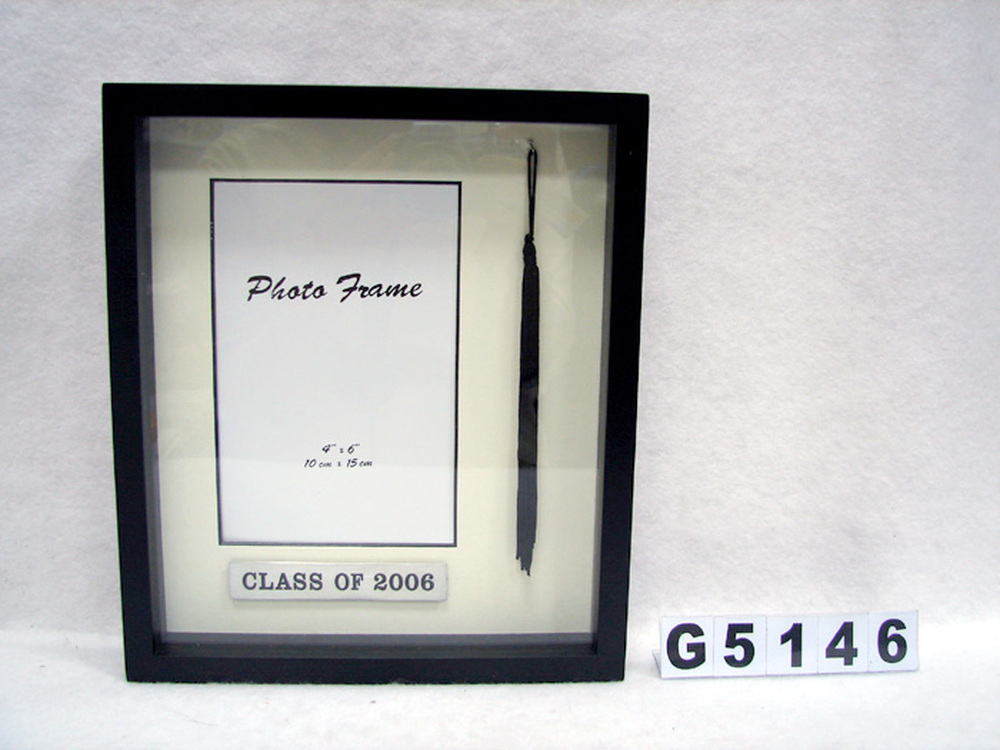 Photo Frame
4" x 6"
10 cm x 15 cm
CLASS OF 2006
G5146